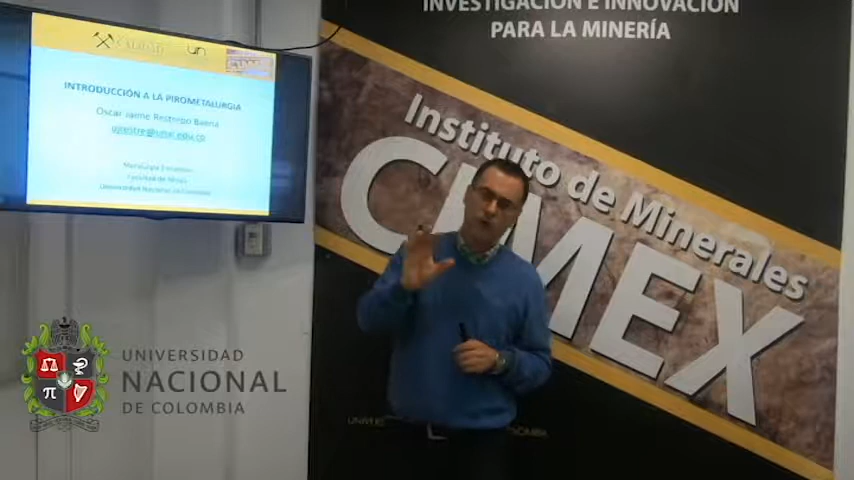 INVESTIGACIÓN E INNOVACIÓN
PARA LA MINERÍA
INTRODUCCIÓN A LA PIROMETALURGIA
Oscar Jaime Restrepo Baena
Facultad de Minas
Universidad Nacional de Colombia
Instituto de Minerales
CIMEX
UNIVERSIDAD
NACIONAL
DE COLOMBIA